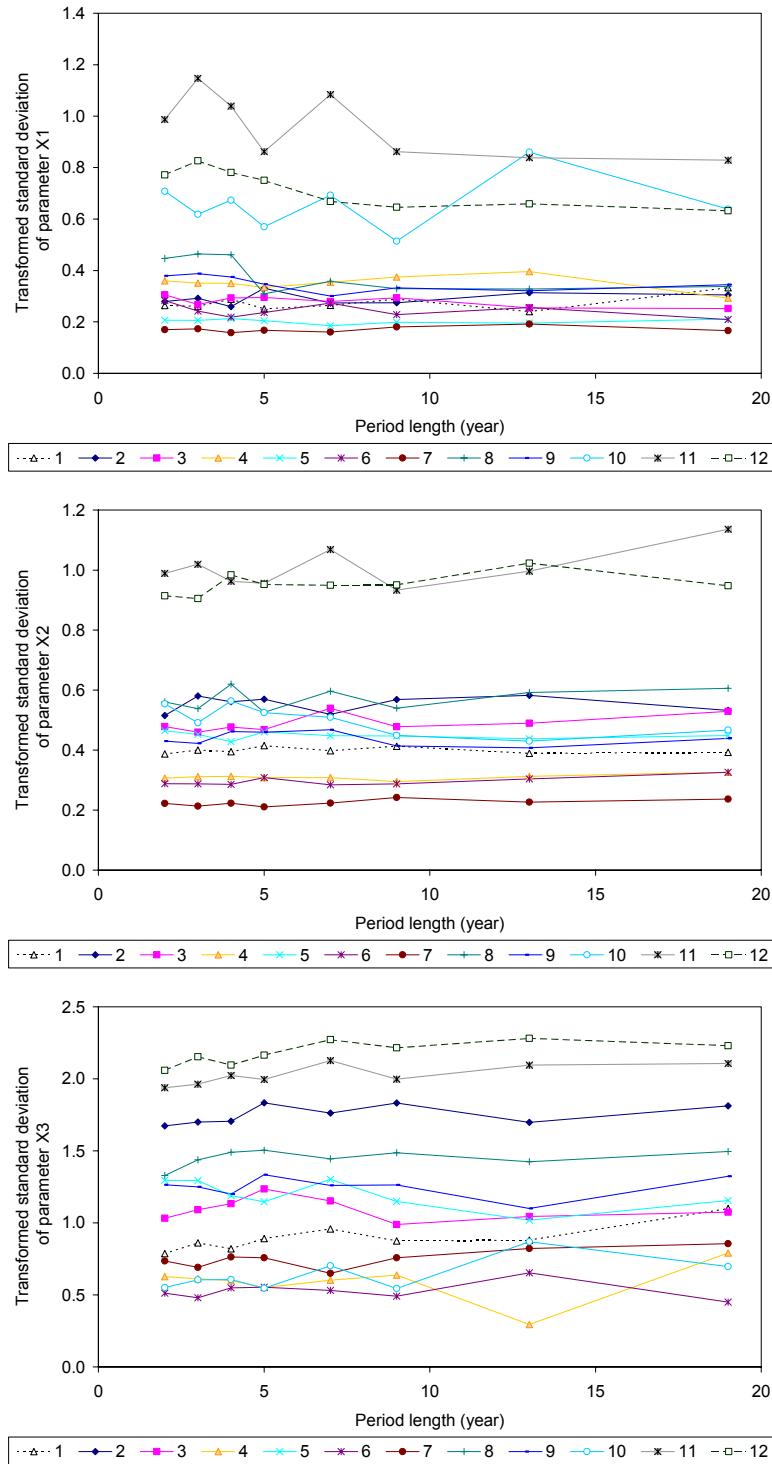 Transformed standard deviation
of parameter X1
1.4
1.2
1.0
0.8
0.6
0.4
0.2
0.0
0 5 10 15 20
Period length (year)
1 2 3 4 5 6 7 8 9 10 11 12
Transformed standard deviation
of parameter X2
1.2
1.0
0.8
0.6
0.4
0.2
0.0
0 5 10 15 20
Period length (year)
1 2 3 4 5 6 7 8 9 10 11 12
Transformed standard deviation
of parameter X3
2.5
2.0
1.5
1.0
0.5
0.0
0 5 10 15 20
Period length (year)
1 2 3 4 5 6 7 8 9 10 11 12